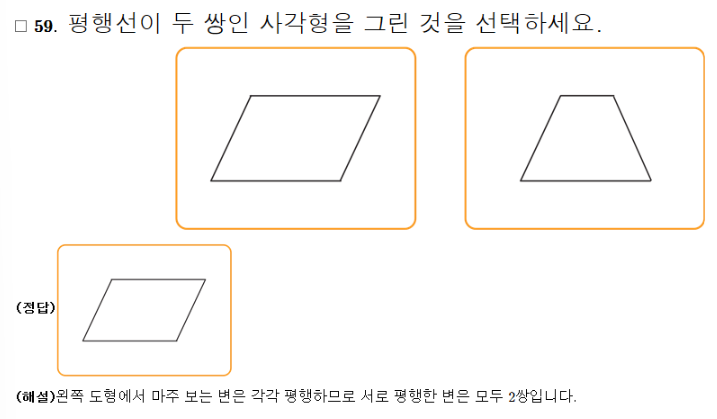 □ 59. 평행선이 두 쌍인 사각형을 그린 것을 선택하세요.
(정답)
(해설)왼쪽 도형에서 마주 보는 변은 각각 평행하므로 서로 평행한 변은 모두 2쌍입니다.